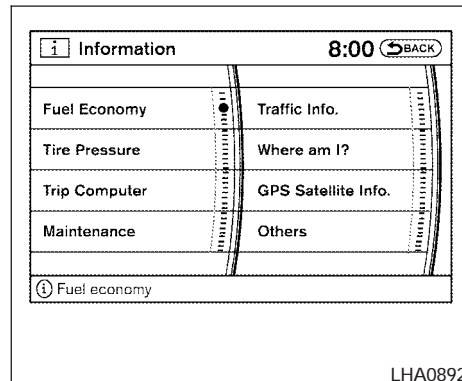 i Information 8:00 BACK
Fuel Economy Traffic Info.
Tire Pressure Where am I?
Trip Computer GPS Satellite Info.
Maintenance Others
i Fuel economy
LHA0892